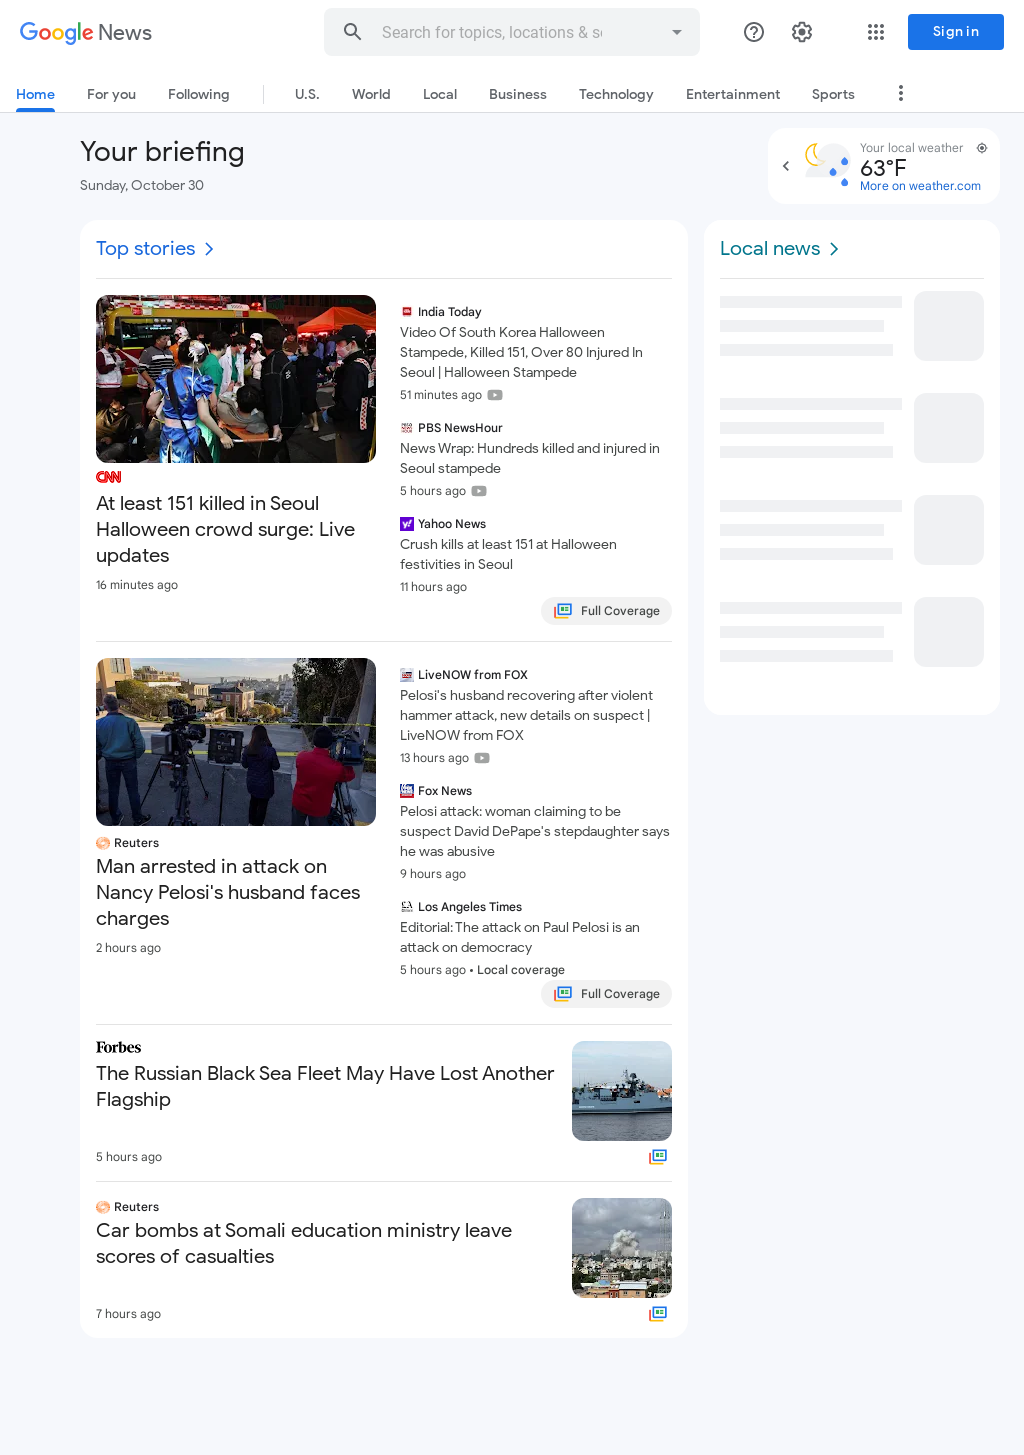 Google News
Search for topics, locations & so
Sign in
Home
For you
Following
U.S.
World
Local
Business
Technology
Entertainment
Sports
Your briefing
Sunday, October 30
Your local weather
63°F
More on weather.com
Top stories
CNN
At least 151 killed in Seoul
Halloween crowd surge: Live
updates
16 minutes ago
India Today
Video Of South Korea Halloween
Stampede, Killed 151, Over 80 Injured In
Seoul | Halloween Stampede
51 minutes ago
PBS NewsHour
News Wrap: Hundreds killed and injured in
Seoul stampede
5 hours ago
Yahoo News
Crush kills at least 151 at Halloween
festivities in Seoul
11 hours ago
Full Coverage
Reuters
Man arrested in attack on
Nancy Pelosi's husband faces
charges
2 hours ago
LiveNOW from FOX
Pelosi's husband recovering after violent
hammer attack, new details on suspect |
LiveNOW from FOX
13 hours ago
Fox News
Pelosi attack: woman claiming to be
suspect David DePape's stepdaughter says
he was abusive
9 hours ago
Los Angeles Times
Editorial: The attack on Paul Pelosi is an
attack on democracy
5 hours ago • Local coverage
Full Coverage
Forbes
The Russian Black Sea Fleet May Have Lost Another
Flagship
5 hours ago
Reuters
Car bombs at Somali education ministry leave
scores of casualties
7 hours ago
Local news